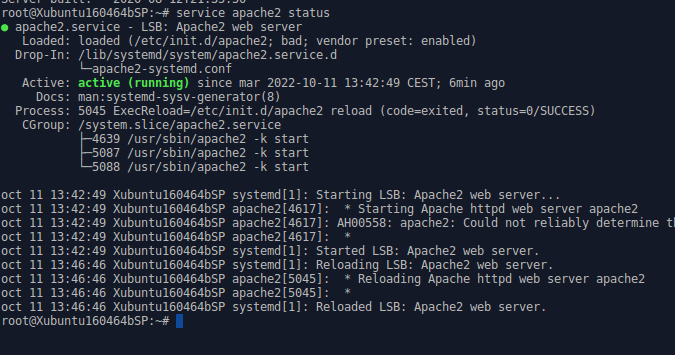 root@Xubuntu160464bSP:~# service apache2 status
● apache2.service - LSB: Apache2 web server
   Loaded: loaded (/etc/init.d/apache2; bad; vendor preset: enabled)
  Drop-In: /lib/systemd/system/apache2.service.d
           └─apache2-systemd.conf
   Active: active (running) since mar 2022-10-11 13:42:49 CEST; 6min ago
     Docs: man:systemd-sysv-generator(8)
  Process: 5045 ExecReload=/etc/init.d/apache2 reload (code=exited, status=0/SUCCESS)
   CGroup: /system.slice/apache2.service
           ├─4639 /usr/sbin/apache2 -k start
           ├─5087 /usr/sbin/apache2 -k start
           └─5088 /usr/sbin/apache2 -k start
oct 11 13:42:49 Xubuntu160464bSP systemd[1]: Starting LSB: Apache2 web server...
oct 11 13:42:49 Xubuntu160464bSP apache2[4617]:  * Starting Apache httpd web server apache2
oct 11 13:42:49 Xubuntu160464bSP apache2[4617]: AH00558: apache2: Could not reliably determine th
oct 11 13:42:49 Xubuntu160464bSP apache2[4617]:  *
oct 11 13:42:49 Xubuntu160464bSP systemd[1]: Started LSB: Apache2 web server.
oct 11 13:46:46 Xubuntu160464bSP systemd[1]: Reloading LSB: Apache2 web server.
oct 11 13:46:46 Xubuntu160464bSP apache2[5045]:  * Reloading Apache httpd web server apache2
oct 11 13:46:46 Xubuntu160464bSP apache2[5045]:  *
oct 11 13:46:46 Xubuntu160464bSP systemd[1]: Reloaded LSB: Apache2 web server.
root@Xubuntu160464bSP:~#